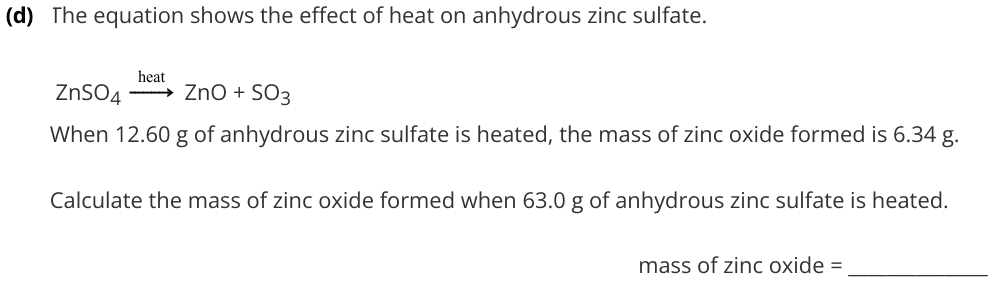 (d) The equation shows the effect of heat on anhydrous zinc sulfate.
heat
ZnSO4 ⟶ ZnO + SO3
When 12.60 g of anhydrous zinc sulfate is heated, the mass of zinc oxide formed is 6.34 g.
Calculate the mass of zinc oxide formed when 63.0 g of anhydrous zinc sulfate is heated.
mass of zinc oxide = ____________